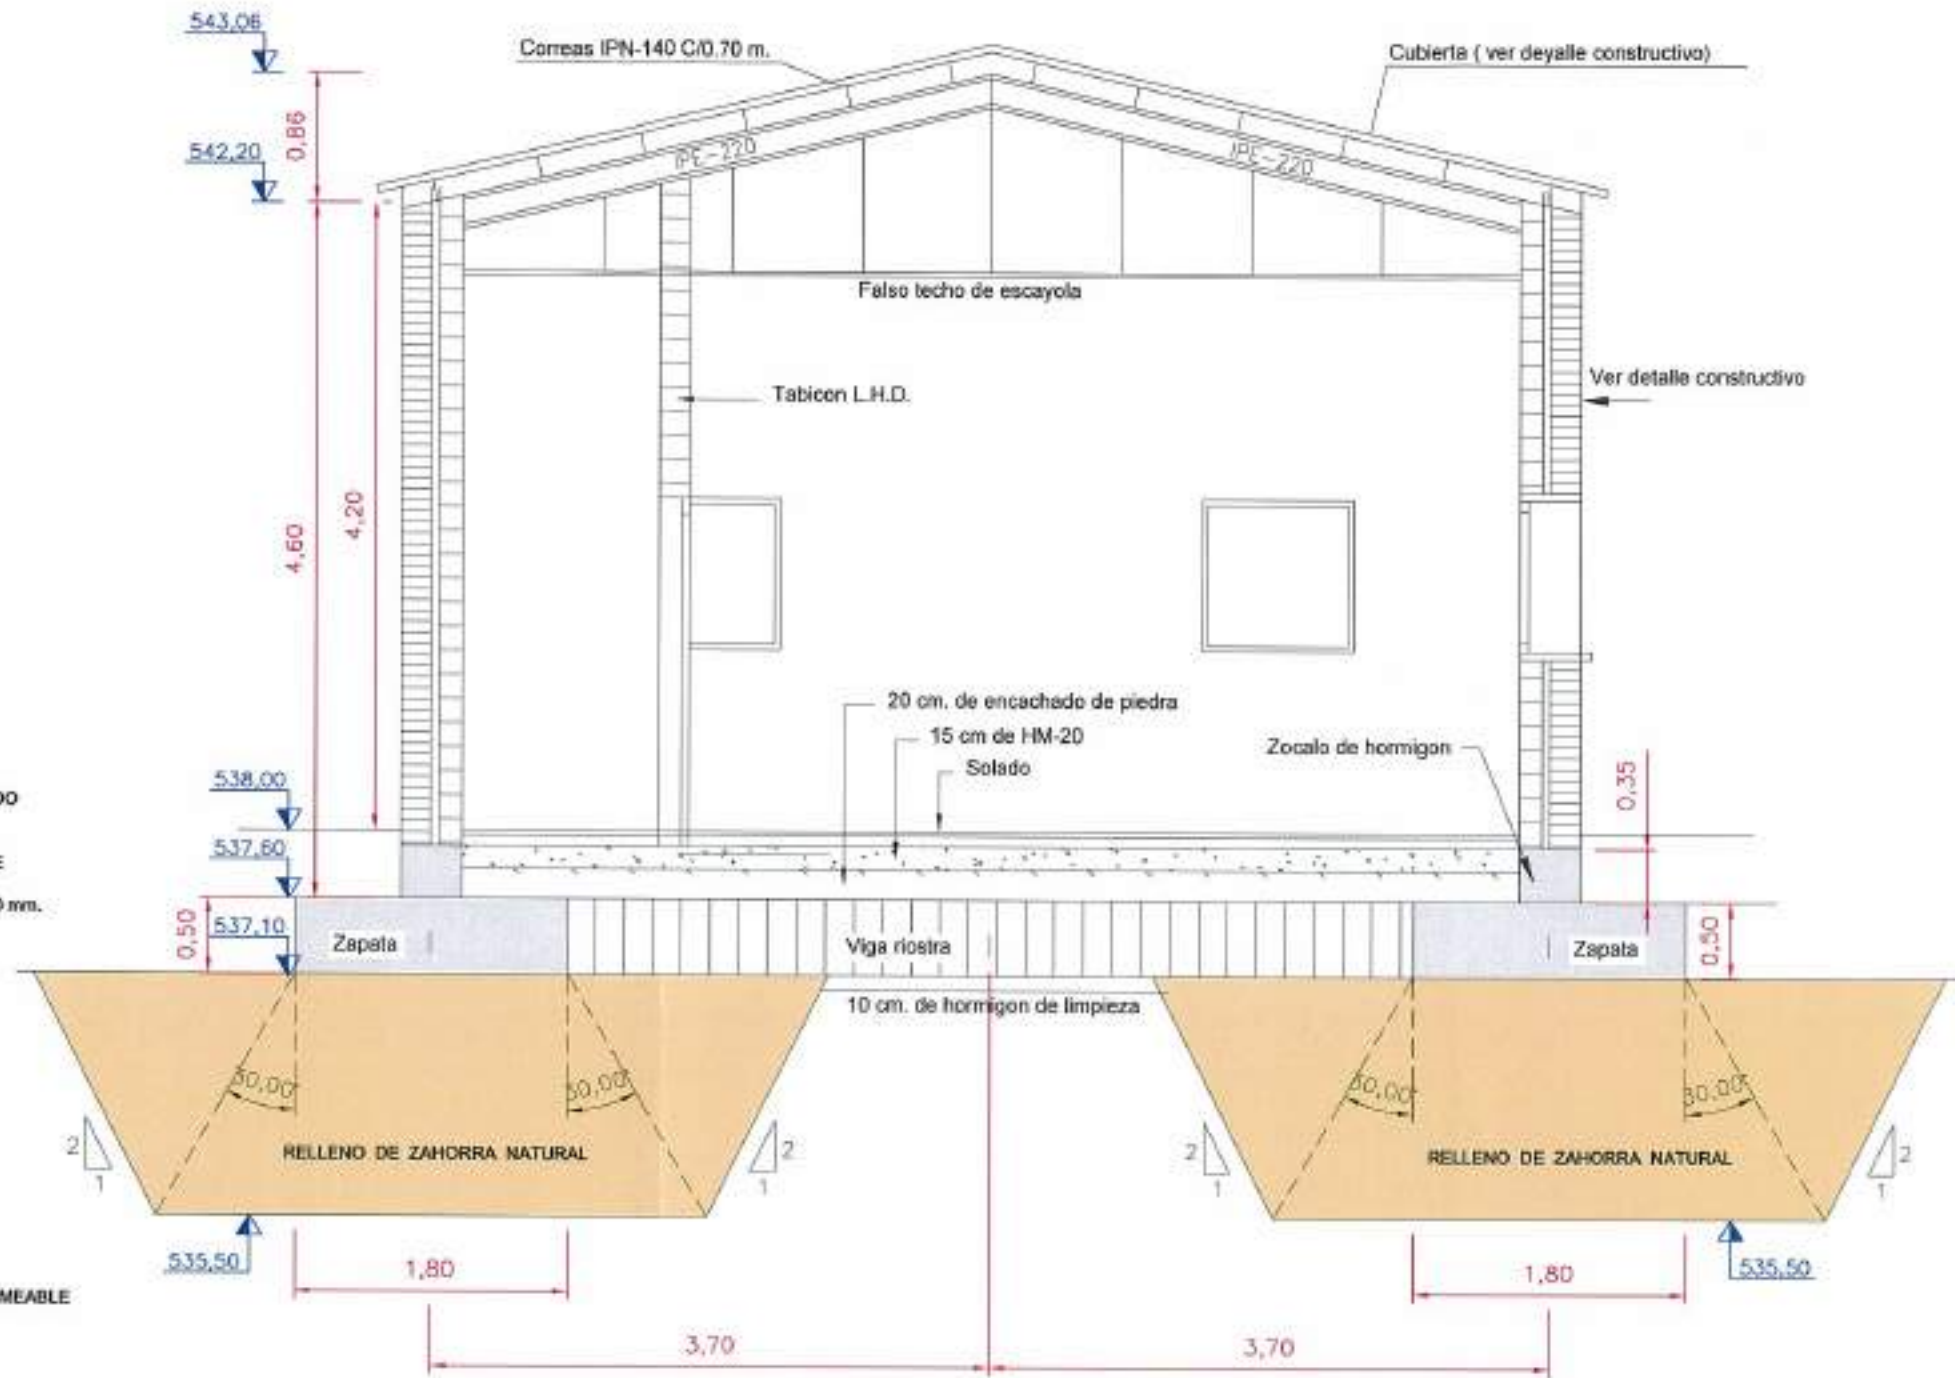 543,06
Correas IPN-140 C/0.70 m.
Cubierta ( ver deyalle constructivo)
0,86
542,20
IPE-220
IPE-220
Falso techo de escayola
Tabicon L.H.D.
Ver detalle constructivo
4,60
4,20
20 cm. de encachado de piedra
15 cm de HM-20
Solado
Zocalo de hormigon
0,35
538,00
DO
537,60
E
0 mm.
0,50
537,10
Zapata
Viga riostra
Zapata
0,50
10 cm. de hormigon de limpieza
30,00°
30,00°
30,00°
30,00°
2
1
RELLENO DE ZAHORRA NATURAL
2
1
2
1
RELLENO DE ZAHORRA NATURAL
2
1
535,50
1,80
1,80
535,50
MEABLE
3,70
3,70